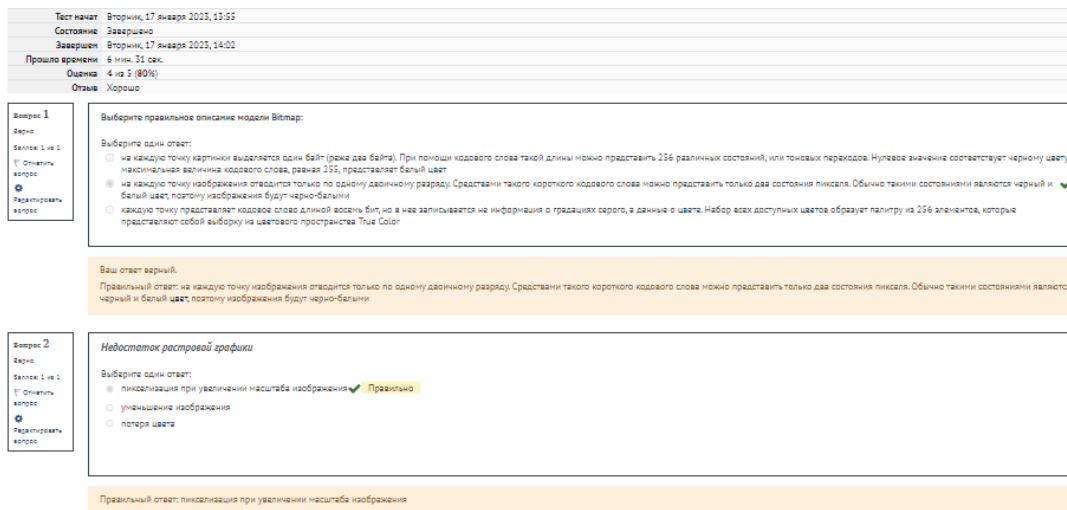 Тест начат Вторник, 17 января 2023, 13:55
Состояние Завершено
Завершен Вторник, 17 января 2023, 14:02
Прошло времени 6 мин. 31 сек.
Оценка 4 из 5 (80%)
Отзыв Хорошо
Вопрос 1
Верно
Баллов: 1 из 1
Отметить вопрос
Редактировать вопрос
Выберите правильное описание модели Bitmap:
Выберите один ответ:
на каждую точку картинки выделяется один байт (реже два байта). При помощи кодового слова такой длины можно представить 256 различных состояний, или тоновых переходов. Нулевое значение соответствует черному цвету
максимальная величина кодового слова, равная 255, представляет белый цвет
на каждую точку изображения отводится только по одному двоичному разряду. Средствами такого короткого кодового слова можно представить только два состояния пикселя. Обычно такими состояниями являются черный и
белый цвет, поэтому изображения будут черно-белыми
каждую точку представляет кодовое слово длиной восемь бит, но в нее записывается не информация о градациях серого, а данные о цвете. Набор всех доступных цветов образует палитру из 256 элементов, которые
представляют собой выборку из цветового пространства True Color
Ваш ответ верный.
Правильный ответ: на каждую точку изображения отводится только по одному двоичному разряду. Средствами такого короткого кодового слова можно представить только два состояния пикселя. Обычно такими состояниями являютс
черный и белый цвет, поэтому изображения будут черно-белыми
Вопрос 2
Верно
Баллов: 1 из 1
Отметить вопрос
Редактировать вопрос
Недостаток растровой графики
Выберите один ответ:
пикселизация при увеличении масштаба изображения Правильно
уменьшение изображения
потеря цвета
Правильный ответ: пикселизация при увеличении масштаба изображения